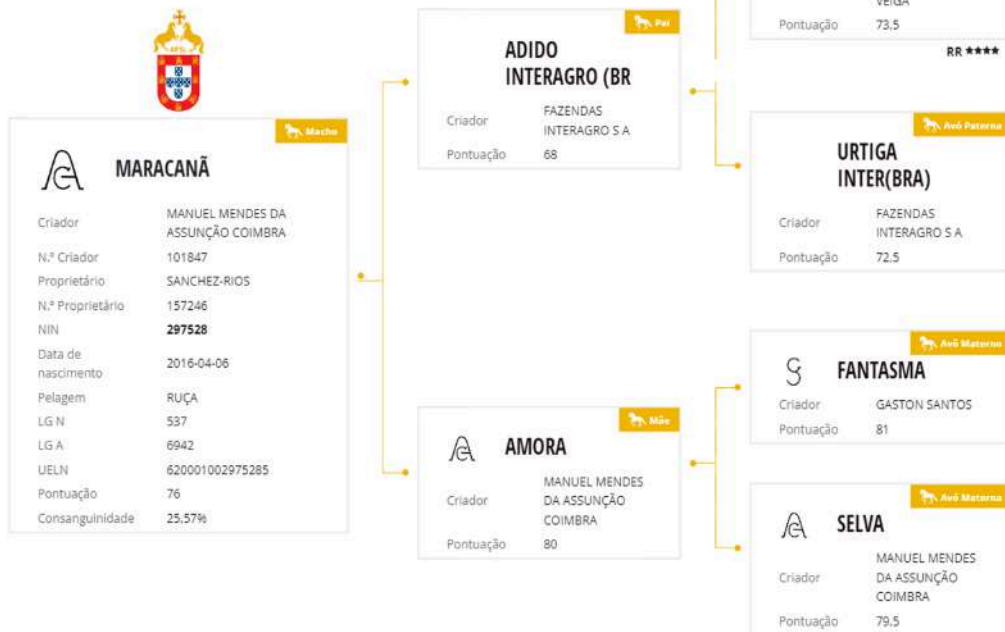 APSL
Macho
MARACANÃ
Criador MANUEL MENDES DA
ASSUNÇÃO COIMBRA
N.º Criador 101847
Proprietário SANCHEZ-RIOS
N.º Proprietário 157246
NIN 297528
Data de
nascimento 2016-04-06
Pelagem RUÇA
LG N 537
LG A 6942
UELN 620001002975285
Pontuação 76
Consanguinidade 25,57%
Pai
ADIDO
INTERAGRO (BR
Criador FAZENDAS
INTERAGRO S A
Pontuação 68
Mãe
AMORA
Criador MANUEL MENDES
DA ASSUNÇÃO
COIMBRA
Pontuação 80
VEIGA
Pontuação 73,5
RR ★★★★
Avó Paterna
URTIGA
INTER(BRA)
Criador FAZENDAS
INTERAGRO S A
Pontuação 72,5
Avô Materno
FANTASMA
Criador GASTON SANTOS
Pontuação 81
Avó Materna
SELVA
Criador MANUEL MENDES
DA ASSUNÇÃO
COIMBRA
Pontuação 79,5